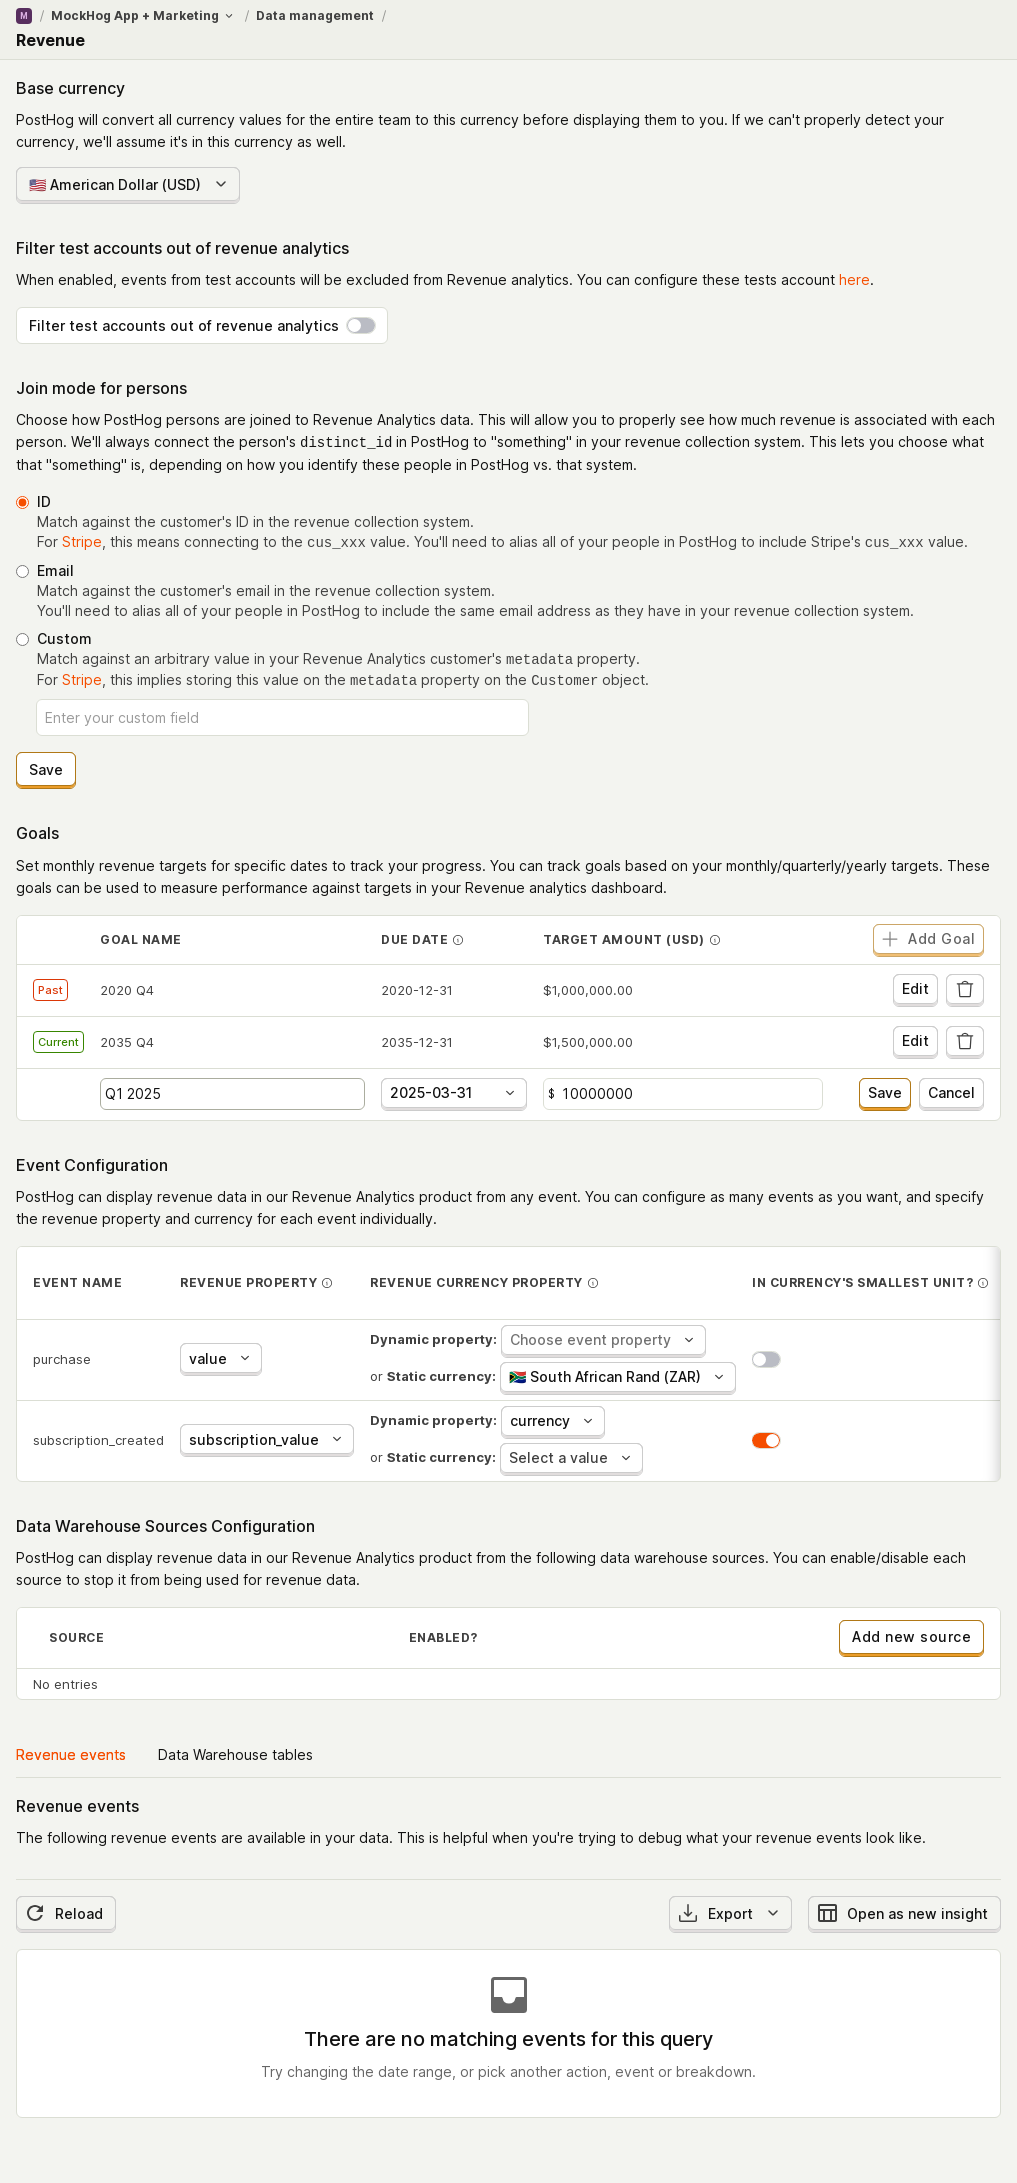 M / MockHog App + Marketing / Data management /
Revenue
Base currency
PostHog will convert all currency values for the entire team to this currency before displaying them to you. If we can't properly detect your
currency, we'll assume it's in this currency as well.
🇺🇸 American Dollar (USD)
Filter test accounts out of revenue analytics
When enabled, events from test accounts will be excluded from Revenue analytics. You can configure these tests account here.
Filter test accounts out of revenue analytics
Join mode for persons
Choose how PostHog persons are joined to Revenue Analytics data. This will allow you to properly see how much revenue is associated with each
person. We'll always connect the person's distinct_id in PostHog to "something" in your revenue collection system. This lets you choose what
that "something" is, depending on how you identify these people in PostHog vs. that system.
ID
Match against the customer's ID in the revenue collection system.
For Stripe, this means connecting to the cus_xxx value. You'll need to alias all of your people in PostHog to include Stripe's cus_xxx value.
Email
Match against the customer's email in the revenue collection system.
You'll need to alias all of your people in PostHog to include the same email address as they have in your revenue collection system.
Custom
Match against an arbitrary value in your Revenue Analytics customer's metadata property.
For Stripe, this implies storing this value on the metadata property on the Customer object.
Enter your custom field
Save
Goals
Set monthly revenue targets for specific dates to track your progress. You can track goals based on your monthly/quarterly/yearly targets. These
goals can be used to measure performance against targets in your Revenue analytics dashboard.
GOAL NAME DUE DATE TARGET AMOUNT (USD) Add Goal
Past 2020 Q4 2020-12-31 $1,000,000.00 Edit
Current 2035 Q4 2035-12-31 $1,500,000.00 Edit
Q1 2025 2025-03-31 $ 10000000 Save Cancel
Event Configuration
PostHog can display revenue data in our Revenue Analytics product from any event. You can configure as many events as you want, and specify
the revenue property and currency for each event individually.
EVENT NAME REVENUE PROPERTY REVENUE CURRENCY PROPERTY IN CURRENCY'S SMALLEST UNIT?
Dynamic property: Choose event property
purchase value
or Static currency: 🇿🇦 South African Rand (ZAR)
Dynamic property: currency
subscription_created subscription_value
or Static currency: Select a value
Data Warehouse Sources Configuration
PostHog can display revenue data in our Revenue Analytics product from the following data warehouse sources. You can enable/disable each
source to stop it from being used for revenue data.
SOURCE ENABLED? Add new source
No entries
Revenue events Data Warehouse tables
Revenue events
The following revenue events are available in your data. This is helpful when you're trying to debug what your revenue events look like.
Reload Export Open as new insight
There are no matching events for this query
Try changing the date range, or pick another action, event or breakdown.